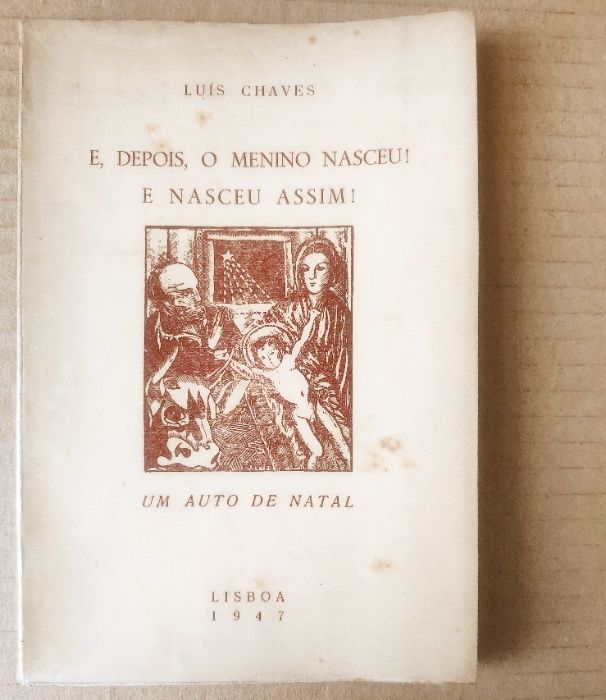 LUÍS CHAVES
E, DEPOIS, O MENINO NASCEU!
E NASCEU ASSIM!
UM AUTO DE NATAL
LISBOA
1947